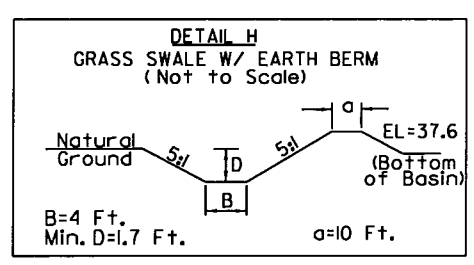 DETAIL H
GRASS SWALE W/ EARTH BERM
(Not to Scale)
a
Natural
Ground
5:1
D
5:1
EL=37.6
(Bottom
of Basin)
B
B=4 Ft.
Min. D=1.7 Ft.
a=10 Ft.